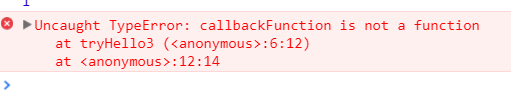 1
Uncaught TypeError: callbackFunction is not a function
at tryHello3 (<anonymous>:6:12)
at <anonymous>:12:14